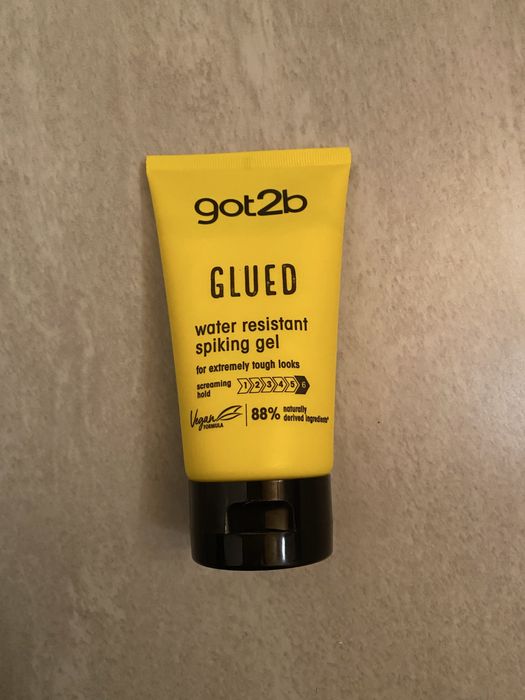 got2b
GLUED
water resistant
spiking gel
for extremely tough looks
screaming
hold
1 2 3 4 5 6
Vegan
FORMULA
88% naturally
derived ingredients*